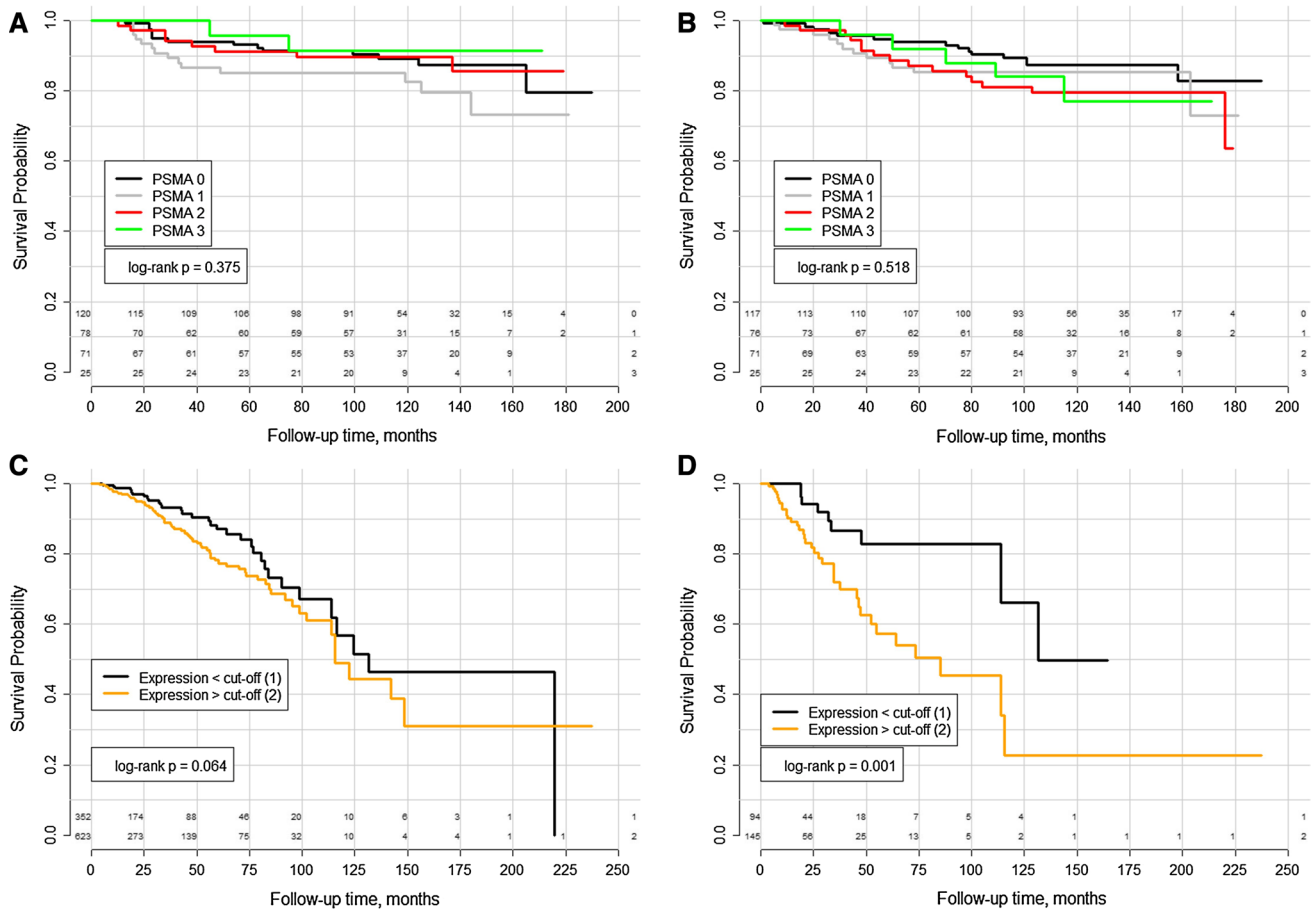 A
Survival Probability
1.0
0.8
0.6
0.4
0.2
0.0
PSMA 0
PSMA 1
PSMA 2
PSMA 3
log-rank p = 0.375
120 115 109 106 98 91 54 32 15 4 0
78 70 62 60 59 57 31 15 7 2 1
71 67 61 57 55 53 37 20 9 2
25 25 24 23 21 20 9 4 1 3
0 20 40 60 80 100 120 140 160 180 200
Follow-up time, months
B
Survival Probability
1.0
0.8
0.6
0.4
0.2
0.0
PSMA 0
PSMA 1
PSMA 2
PSMA 3
log-rank p = 0.518
117 113 110 107 100 93 56 35 17 4 0
76 73 67 62 61 58 32 16 8 2 1
71 69 63 59 57 54 37 21 9 2
25 25 24 23 22 21 9 4 1 3
0 20 40 60 80 100 120 140 160 180 200
Follow-up time, months
C
Survival Probability
1.0
0.8
0.6
0.4
0.2
0.0
Expression < cut-off (1)
Expression > cut-off (2)
log-rank p = 0.064
352 174 88 46 20 10 6 3 1 1
623 273 139 75 32 10 4 4 1 1 2
0 25 50 75 100 125 150 175 200 225 250
Follow-up time, months
D
Survival Probability
1.0
0.8
0.6
0.4
0.2
0.0
Expression < cut-off (1)
Expression > cut-off (2)
log-rank p = 0.001
94 44 18 7 5 4 1 1
145 56 25 13 5 2 1 1 1 1 2
0 25 50 75 100 125 150 175 200 225 250
Follow-up time, months